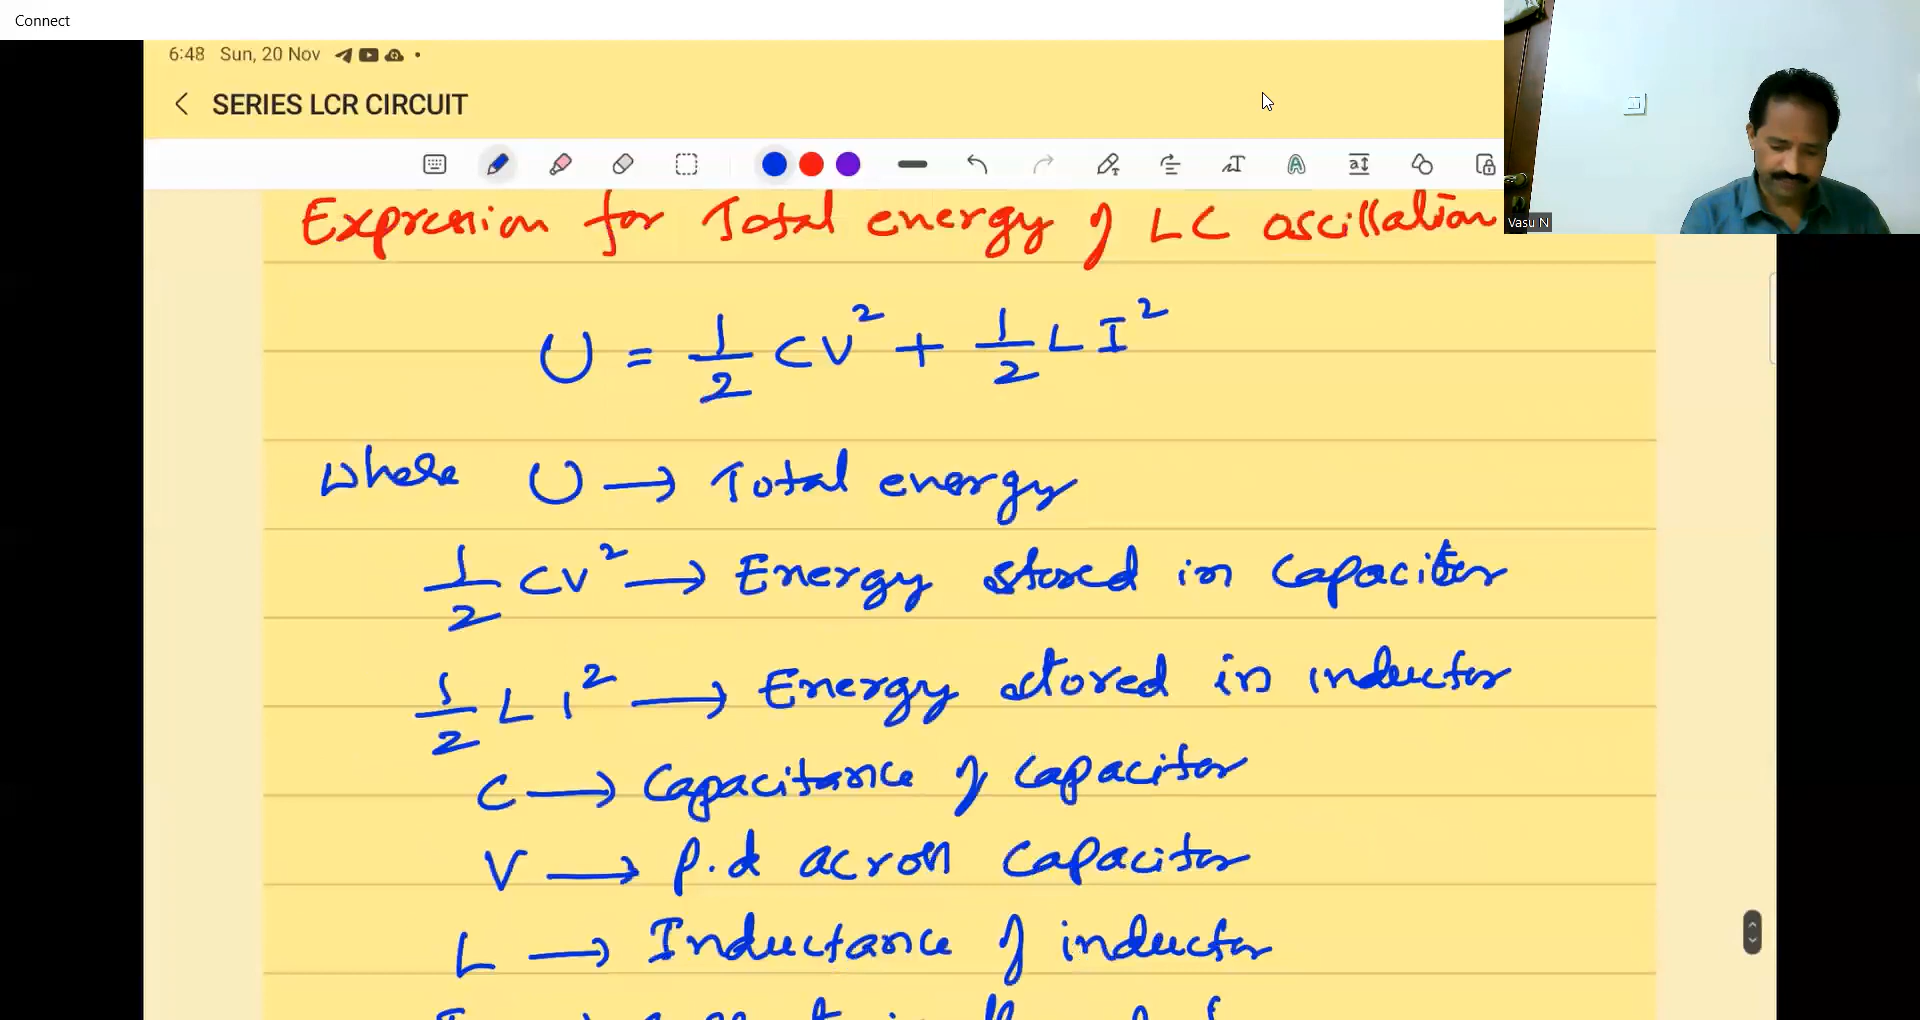 Connect
6:48 Sun, 20 Nov
SERIES LCR CIRCUIT
Vasu N
Expression for Total energy of LC oscillation
U = 1/2 CV² + 1/2 LI²
where U → Total energy
1/2 CV² → Energy stored in capacitor
1/2 LI² → Energy stored in inductor
C → Capacitance of capacitor
V → p.d across capacitor
L → Inductance of inductor